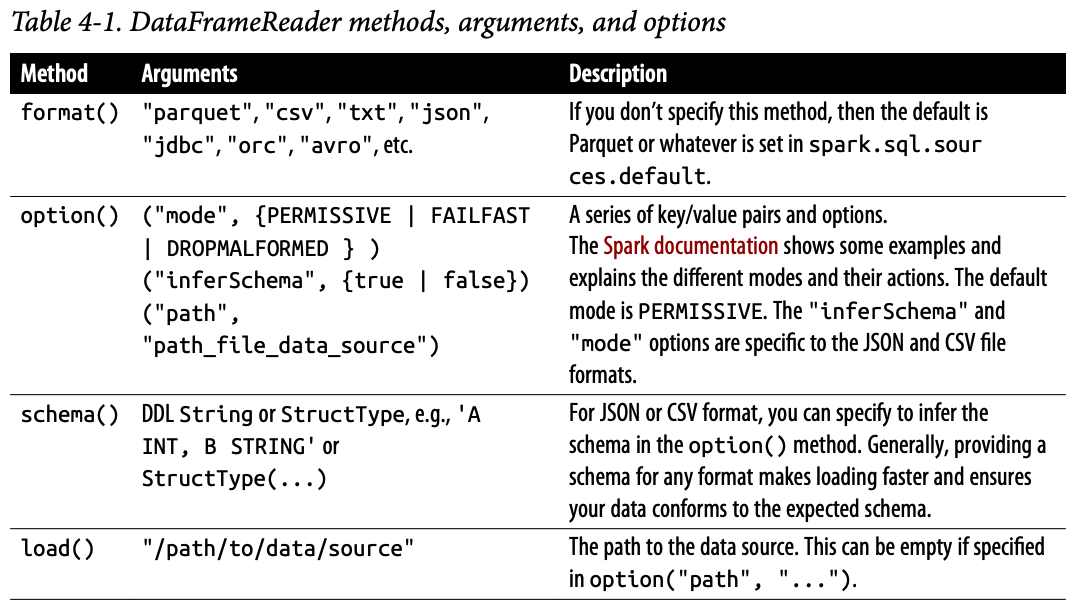 Table 4-1. DataFrameReader methods, arguments, and options
Method Arguments Description
format() "parquet", "csv", "txt", "json", If you don't specify this method, then the default is
"jdbc", "orc", "avro", etc. Parquet or whatever is set in spark.sql.sour
ces.default.
option() ("mode", {PERMISSIVE | FAILFAST A series of key/value pairs and options.
| DROPMALFORMED } ) The Spark documentation shows some examples and
("inferSchema", {true | false}) explains the different modes and their actions. The default
("path", mode is PERMISSIVE. The "inferSchema" and
"path_file_data_source") "mode" options are specific to the JSON and CSV file
formats.
schema() DDL String or StructType, e.g., 'A For JSON or CSV format, you can specify to infer the
INT, B STRING' or schema in the option() method. Generally, providing a
StructType(...) schema for any format makes loading faster and ensures
your data conforms to the expected schema.
load() "/path/to/data/source" The path to the data source. This can be empty if specified
in option("path", "...").